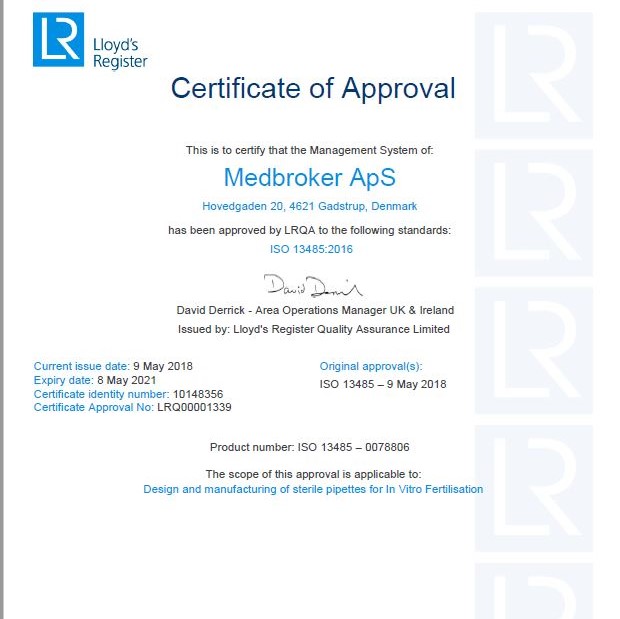 LR
Lloyd's
Register
Certificate of Approval
This is to certify that the Management System of:
Medbroker ApS
Hovedgaden 20, 4621 Gadstrup, Denmark
has been approved by LRQA to the following standards:
ISO 13485:2016
David Derrick
David Derrick - Area Operations Manager UK & Ireland
Issued by: Lloyd's Register Quality Assurance Limited
Current issue date: 9 May 2018
Expiry date: 8 May 2021
Certificate identity number: 10148356
Certificate Approval No: LRQ00001339
Original approval(s):
ISO 13485 – 9 May 2018
Product number: ISO 13485 – 0078806
The scope of this approval is applicable to:
Design and manufacturing of sterile pipettes for In Vitro Fertilisation
LR
LR
LR
LR
LR